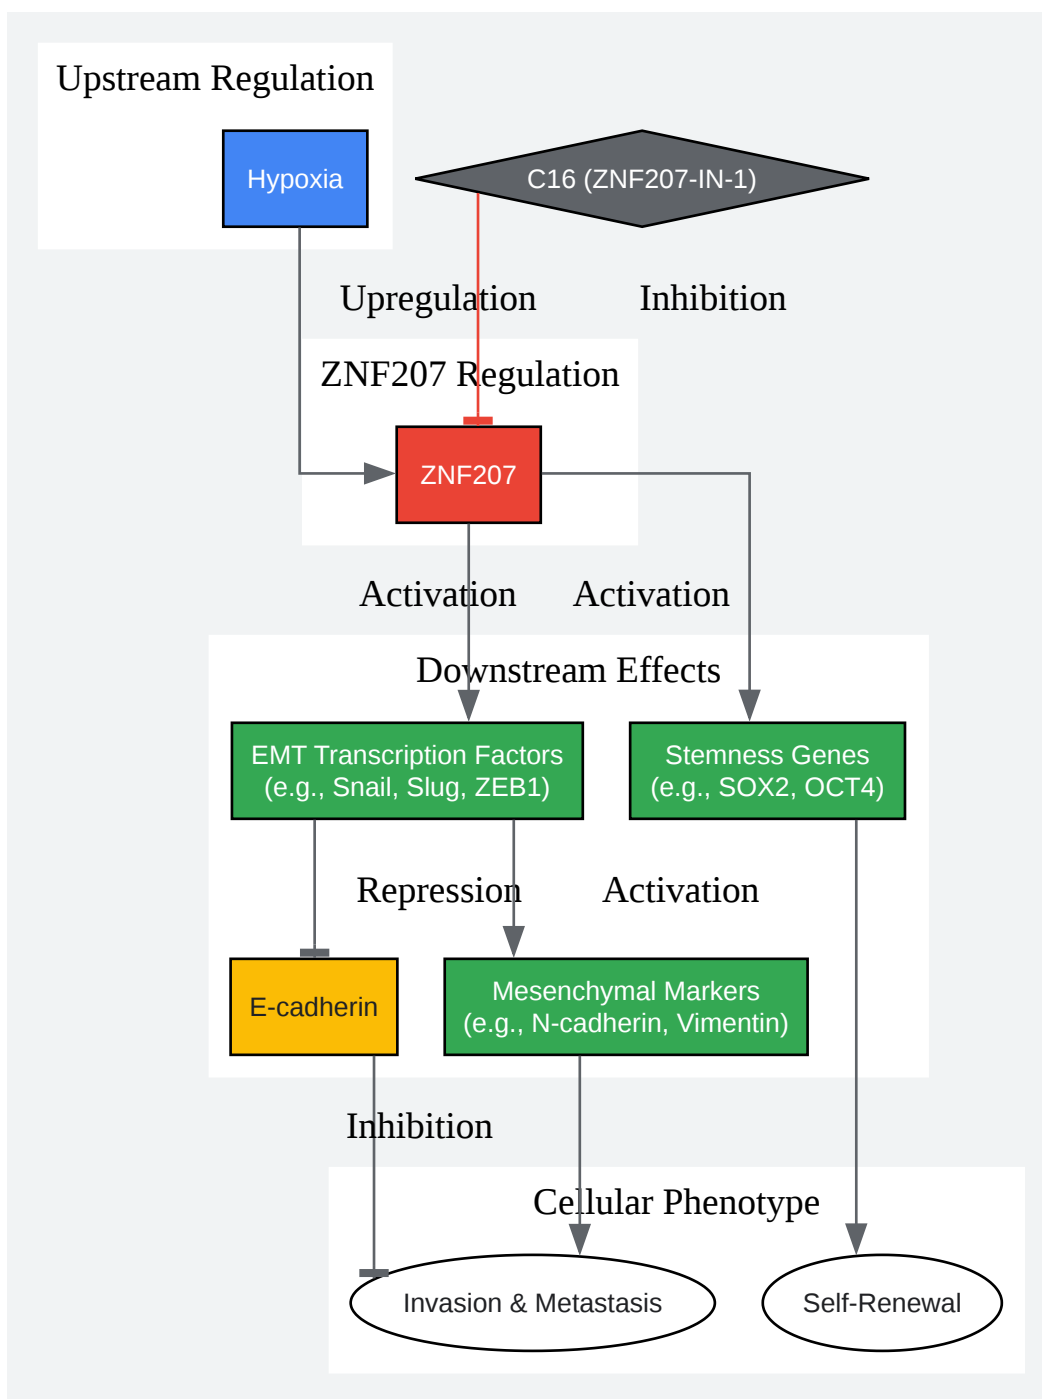 Upstream Regulation
Hypoxia
C16 (ZNF207-IN-1)
Upregulation
Inhibition
ZNF207 Regulation
ZNF207
Activation
Activation
Downstream Effects
EMT Transcription Factors
(e.g., Snail, Slug, ZEB1)
Stemness Genes
(e.g., SOX2, OCT4)
Repression
Activation
E-cadherin
Mesenchymal Markers
(e.g., N-cadherin, Vimentin)
Inhibition
Cellular Phenotype
Invasion & Metastasis
Self-Renewal